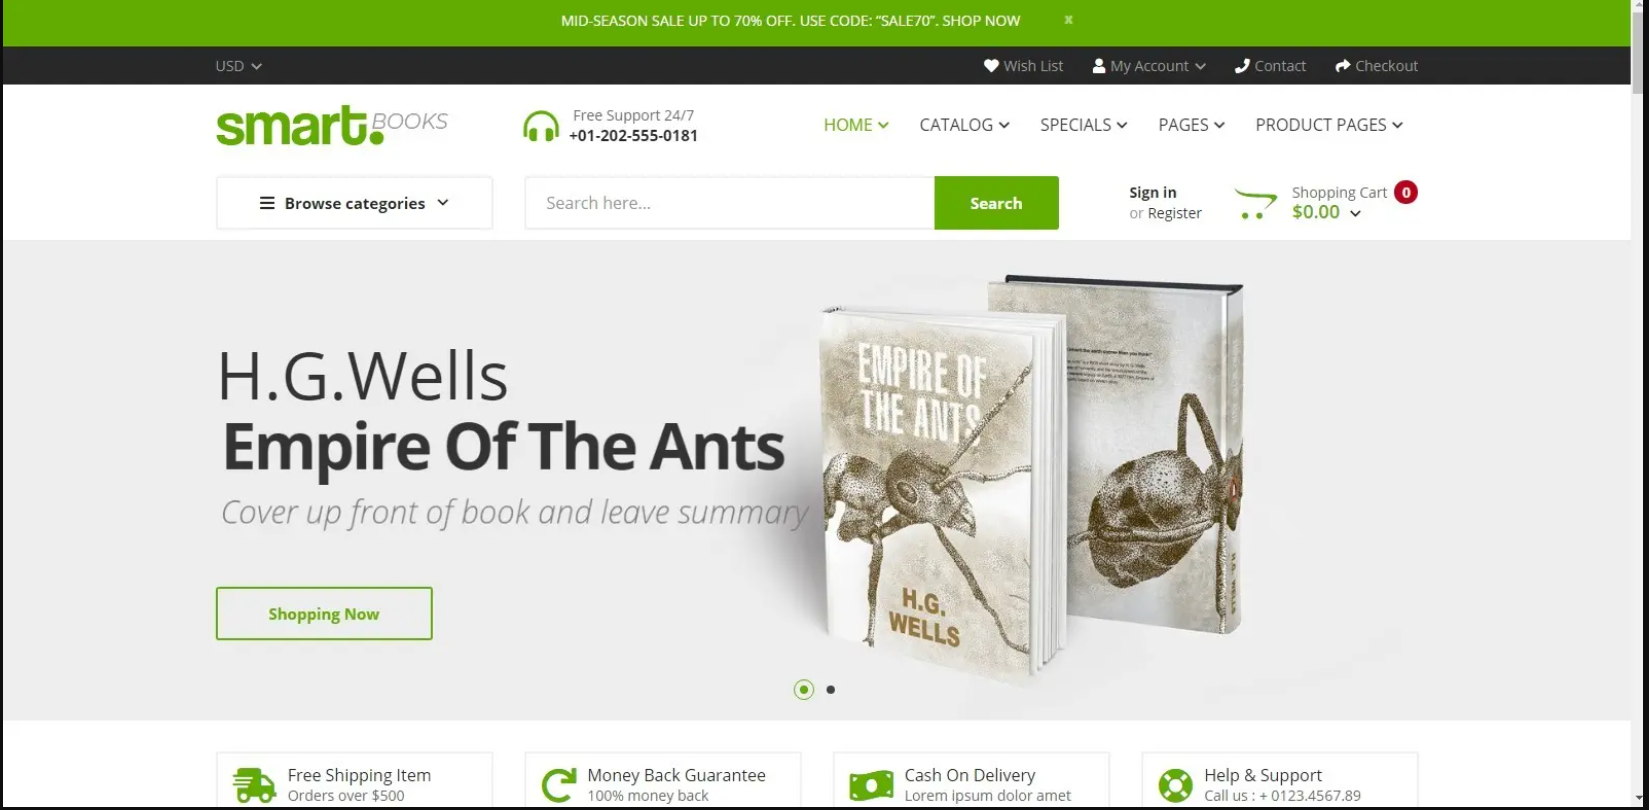 MID-SEASON SALE UP TO 70% OFF. USE CODE: “SALE70”. SHOP NOW x
USD Wish List My Account Contact Checkout
smart. BOOKS
Free Support 24/7
+01-202-555-0181
HOME CATALOG SPECIALS PAGES PRODUCT PAGES
Browse categories
Search here...
Search
Sign in
or Register
Shopping Cart 0
$0.00
H.G.Wells
Empire Of The Ants
Cover up front of book and leave summary
Shopping Now
EMPIRE OF
THE ANTS
H.G.
WELLS
Free Shipping Item
Orders over $500
Money Back Guarantee
100% money back
Cash On Delivery
Lorem ipsum dolor amet
Help & Support
Call us : + 0123.4567.89